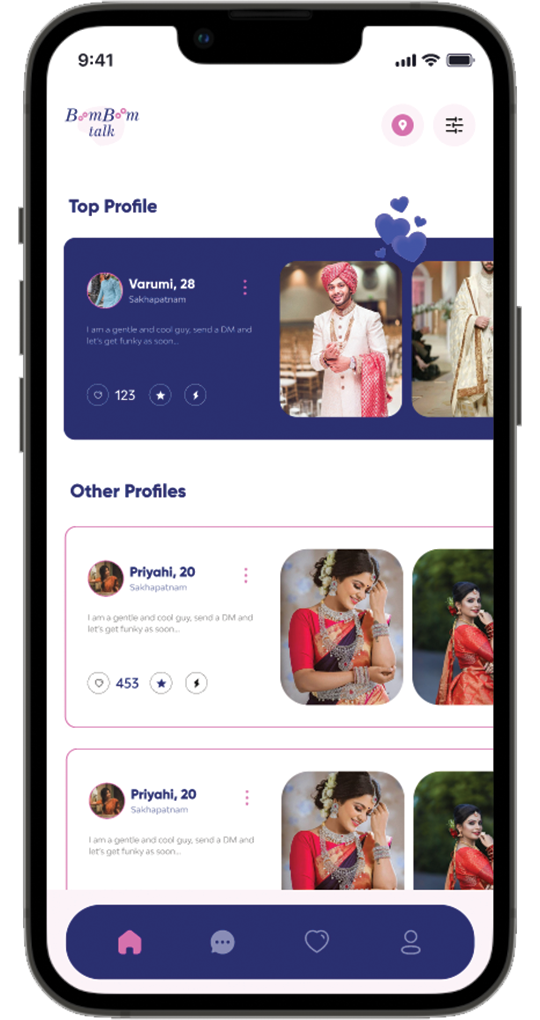 9:41
BomBom
talk
Top Profile
Varumi, 28
Sakhapatnam
I am a gentle and cool guy, send a DM and
let's get funky as soon...
123
Other Profiles
Priyahi, 20
Sakhapatnam
I am a gentle and cool guy, send a DM and
let's get funky as soon...
453
Priyahi, 20
Sakhapatnam
I am a gentle and cool guy, send a DM and
let's get funky as soon...